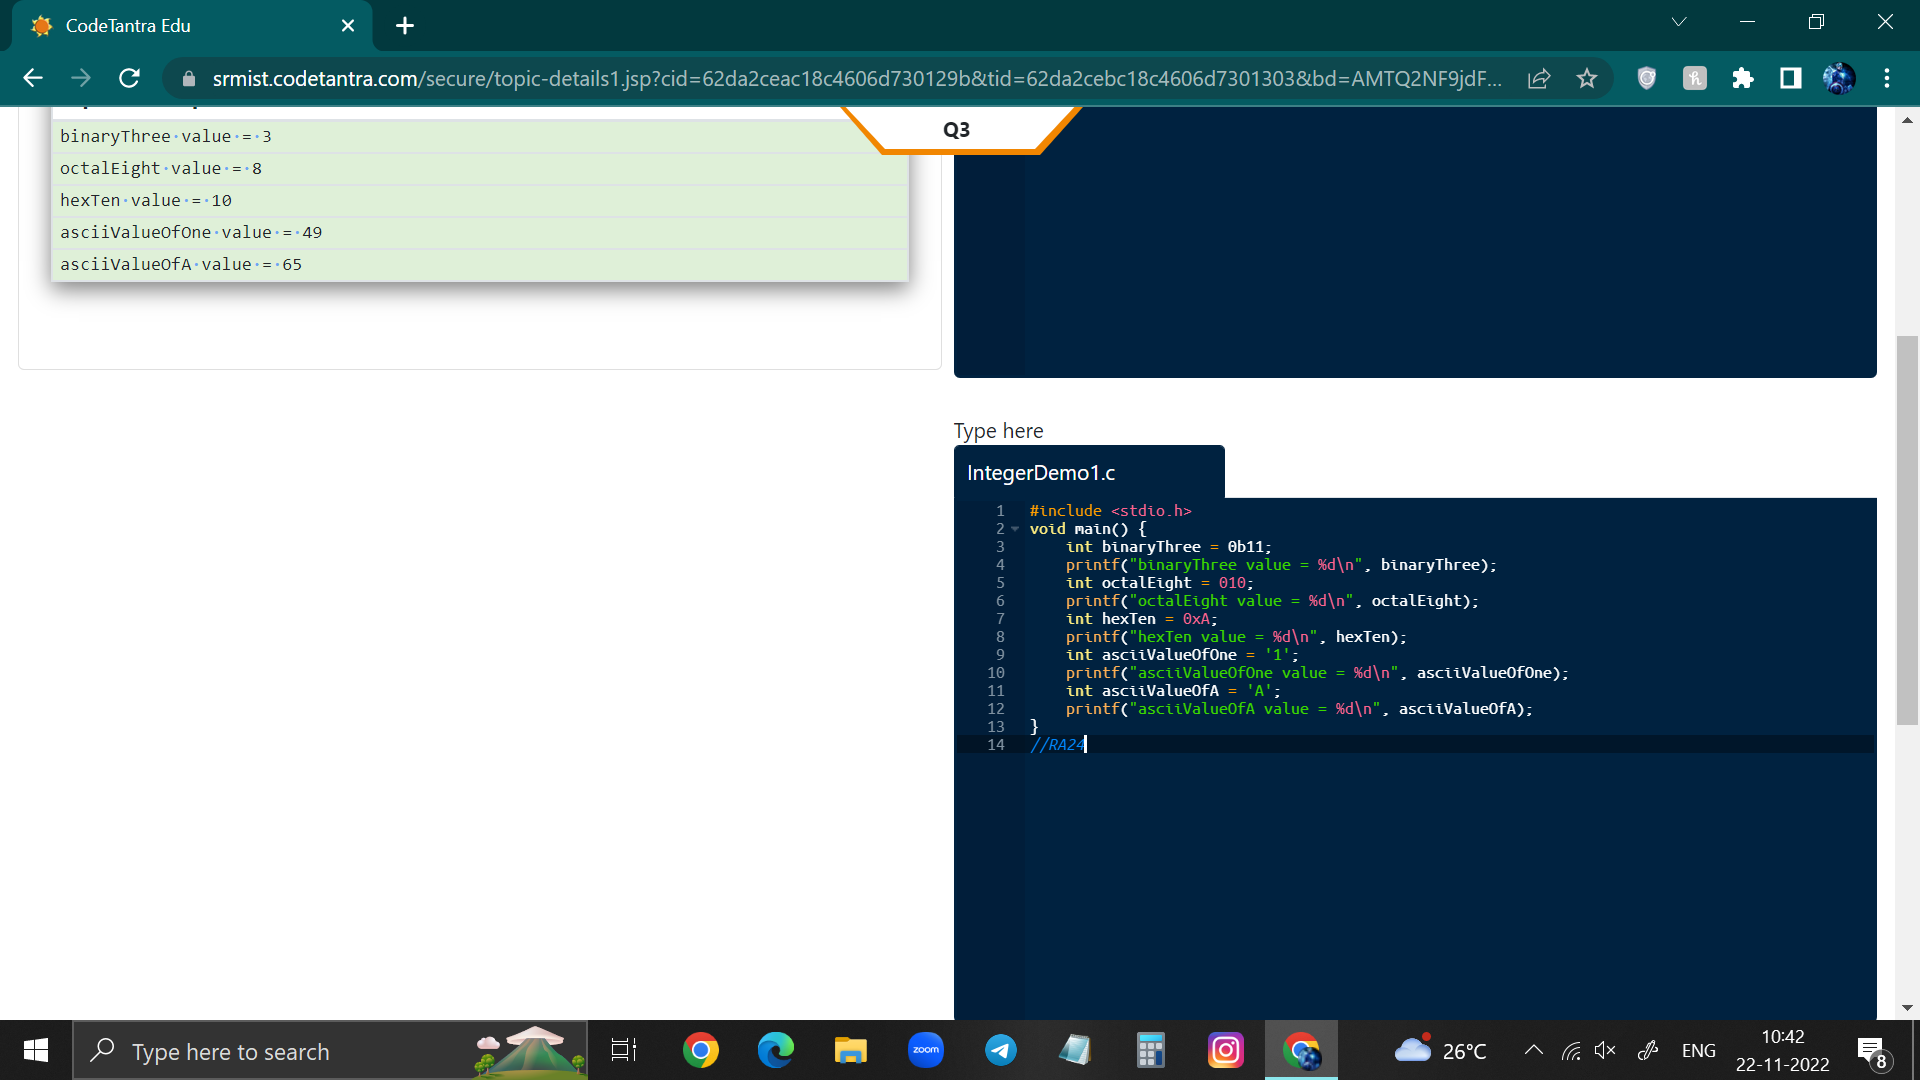 CodeTantra Edu
srmist.codetantra.com/secure/topic-details1.jsp?cid=62da2ceac18c4606d730129b&tid=62da2cebc18c4606d7301303&bd=AMTQ2NF9jdF...
Q3
binaryThree·value·=·3
octalEight·value·=·8
hexTen·value·=·10
asciiValueOfOne·value·=·49
asciiValueOfA·value·=·65
Type here
IntegerDemo1.c
1 #include <stdio.h>
2 void main() {
3 int binaryThree = 0b11;
4 printf("binaryThree value = %d\n", binaryThree);
5 int octalEight = 010;
6 printf("octalEight value = %d\n", octalEight);
7 int hexTen = 0xA;
8 printf("hexTen value = %d\n", hexTen);
9 int asciiValueOfOne = '1';
10 printf("asciiValueOfOne value = %d\n", asciiValueOfOne);
11 int asciiValueOfA = 'A';
12 printf("asciiValueOfA value = %d\n", asciiValueOfA);
13 }
14 //RA24
Type here to search
zoom
26°C
ENG
10:42
22-11-2022
8